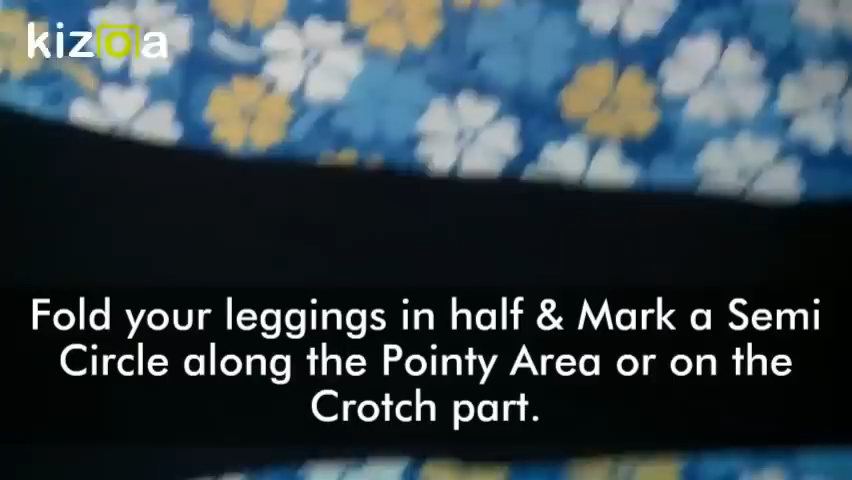 kizoa
Fold your leggings in half & Mark a Semi
Circle along the Pointy Area or on the
Crotch part.